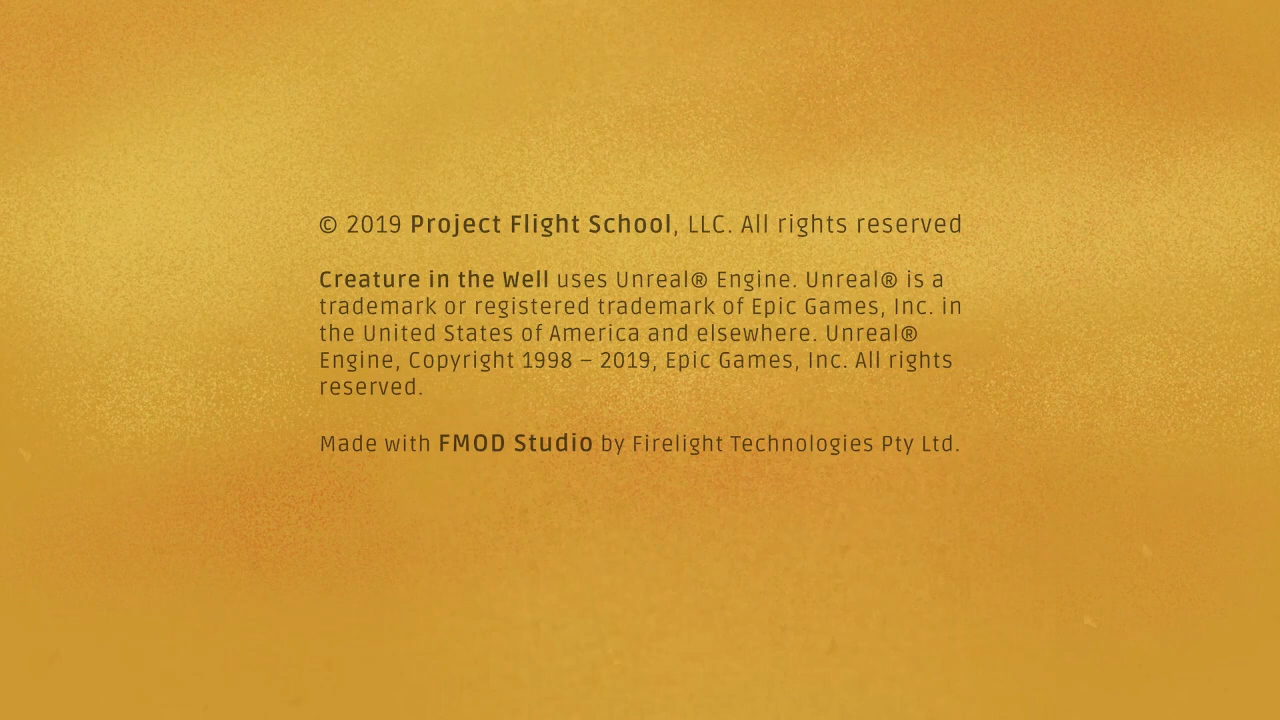 © 2019 Project Flight School, LLC. All rights reserved
Creature in the Well uses Unreal® Engine. Unreal® is a
trademark or registered trademark of Epic Games, Inc. in
the United States of America and elsewhere. Unreal®
Engine, Copyright 1998 – 2019, Epic Games, Inc. All rights
reserved.
Made with FMOD Studio by Firelight Technologies Pty Ltd.